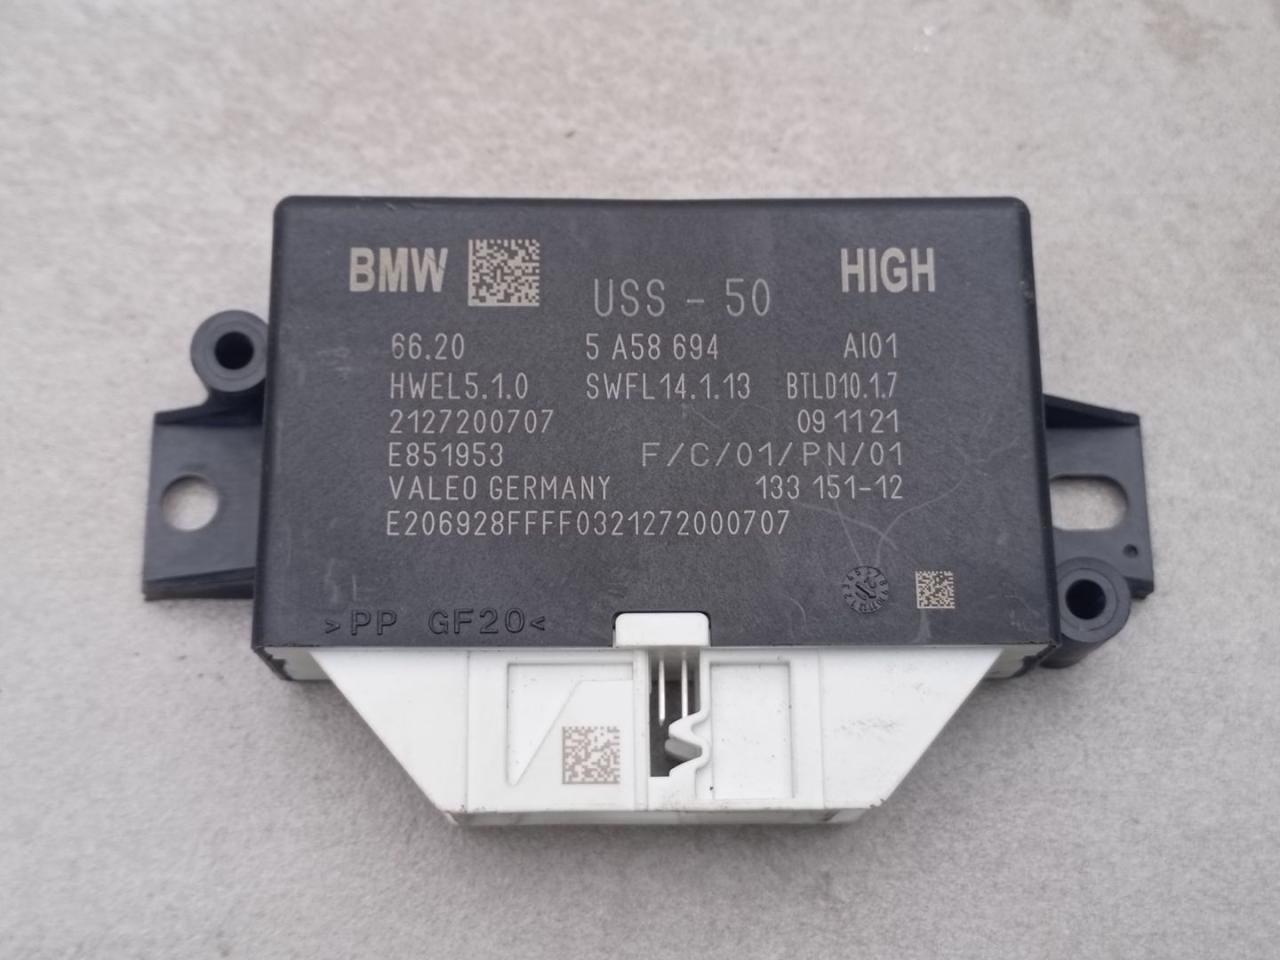 BMW USS - 50 HIGH
66.20 5 A58 694 AI01
HWEL5.1.0 SWFL14.1.13 BTLD10.1.7
2127200707 09 11 21
E851953 F/C/01/PN/01
VALEO GERMANY 133 151-12
E206928FFFF0321272000707
>PP GF20<